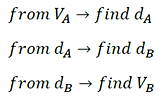 from V_A → find d_A
from d_A → find d_B
from d_B → find V_B